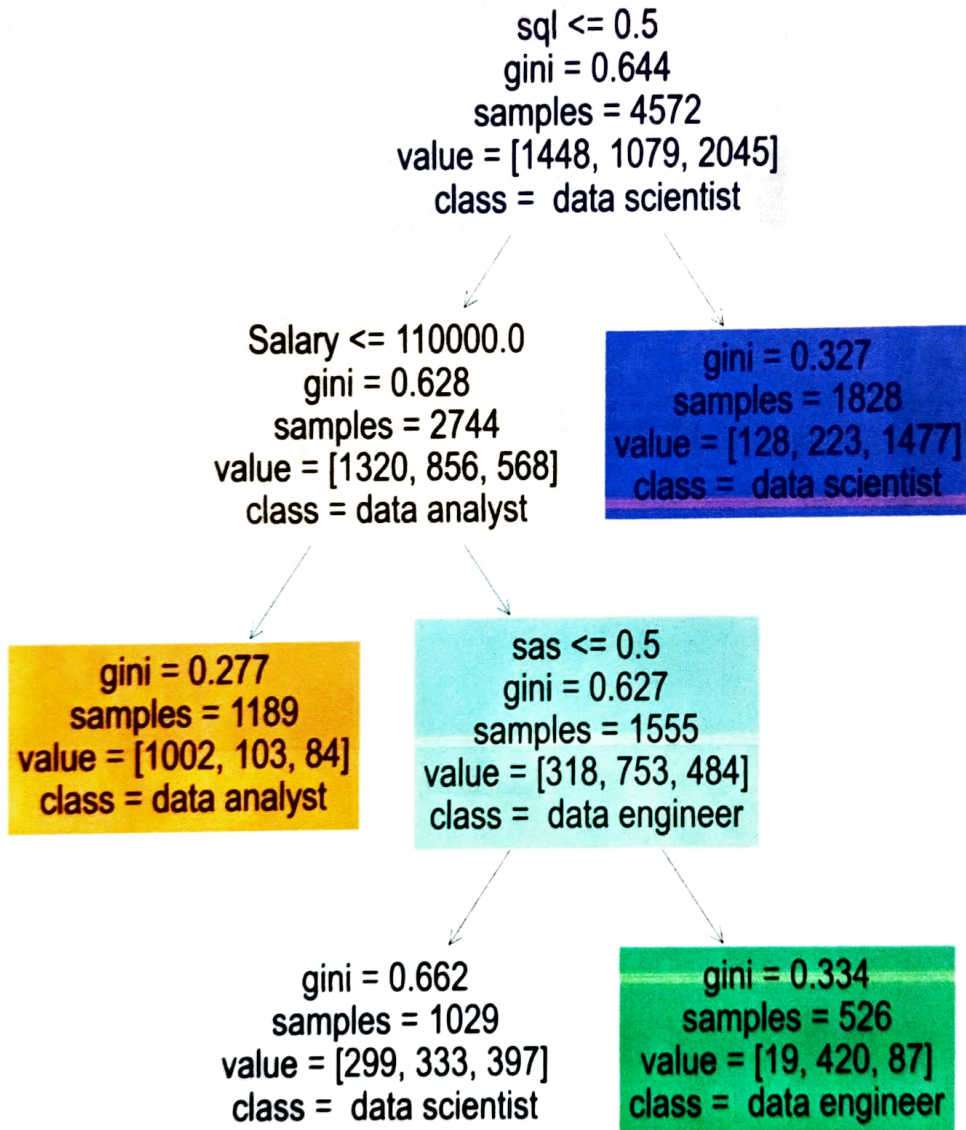 sql <= 0.5
gini = 0.644
samples = 4572
value = [1448, 1079, 2045]
class = data scientist
Salary <= 110000.0
gini = 0.628
samples = 2744
value = [1320, 856, 568]
class = data analyst
gini = 0.327
samples = 1828
value = [128, 223, 1477]
class = data scientist
gini = 0.277
samples = 1189
value = [1002, 103, 84]
class = data analyst
sas <= 0.5
gini = 0.627
samples = 1555
value = [318, 753, 484]
class = data engineer
gini = 0.662
samples = 1029
value = [299, 333, 397]
class = data scientist
gini = 0.334
samples = 526
value = [19, 420, 87]
class = data engineer